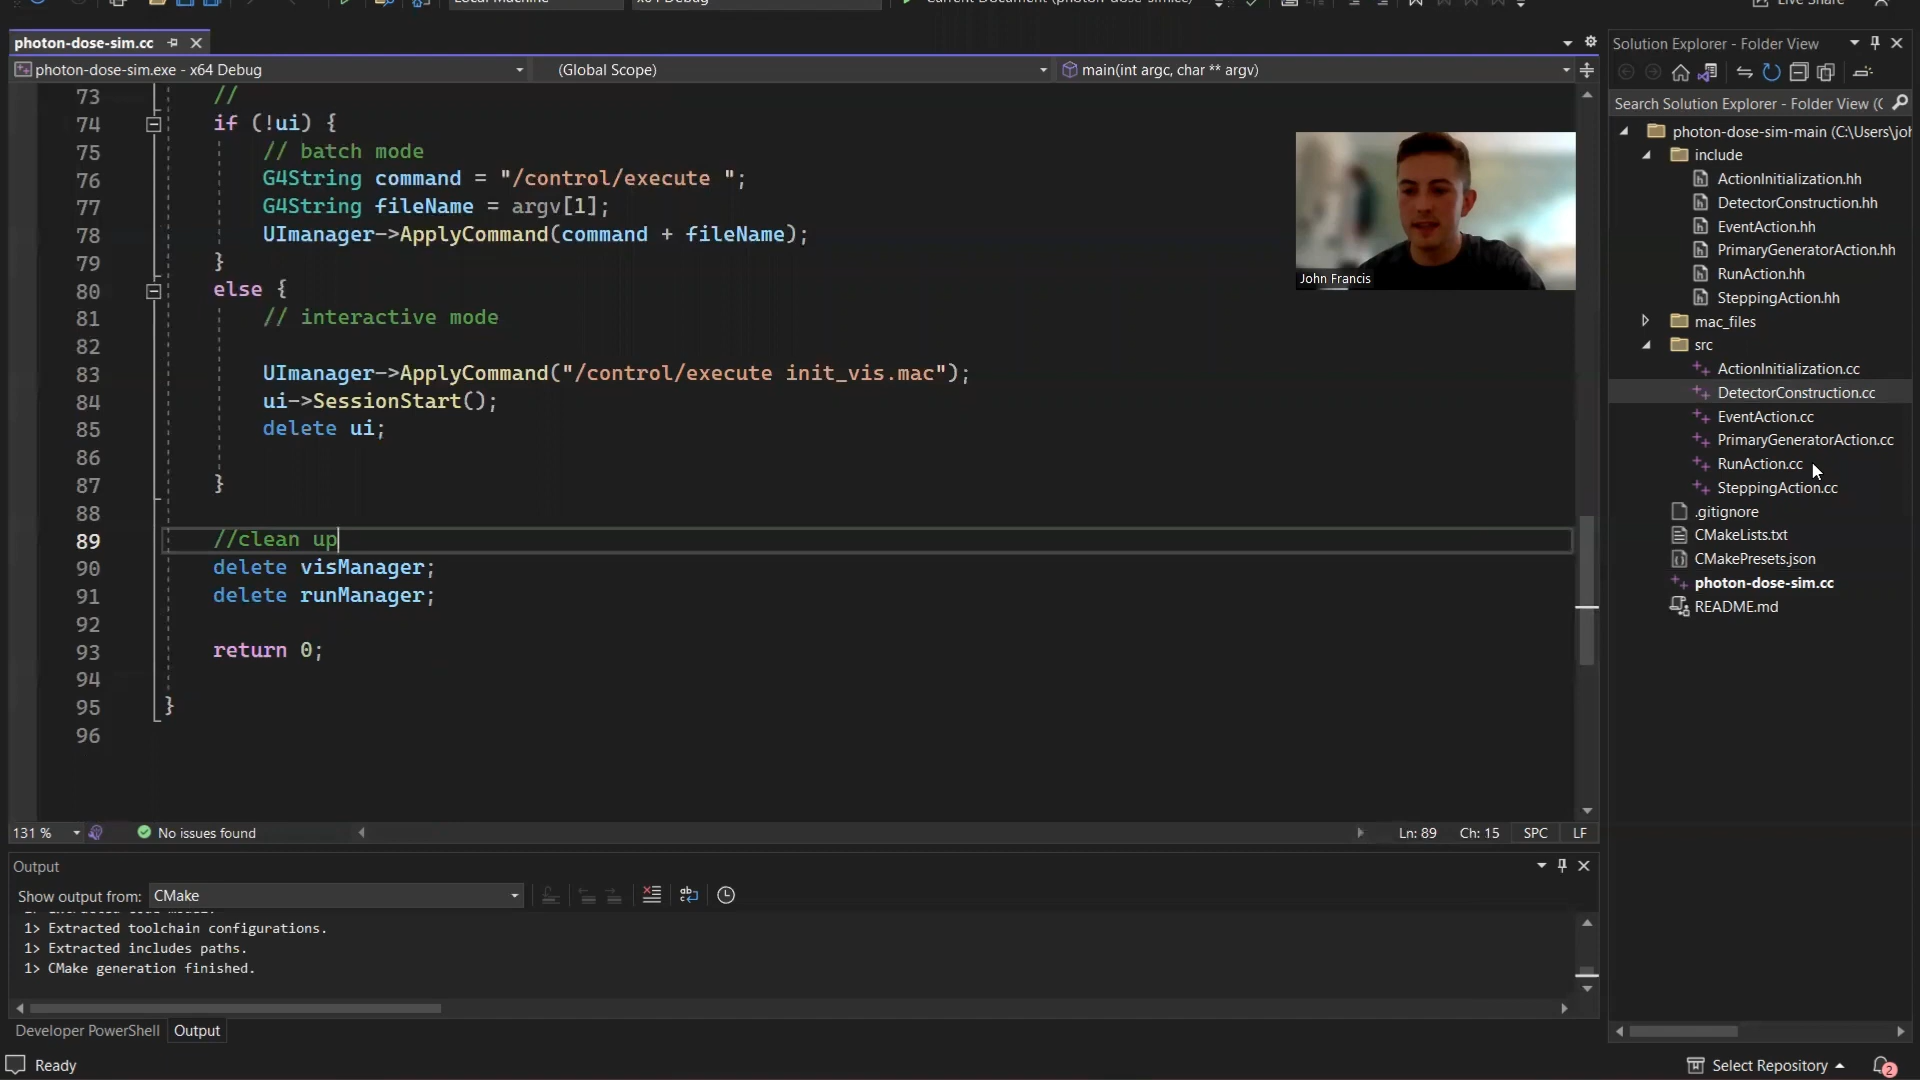 Live Share
photon-dose-sim.cc
photon-dose-sim.exe - x64 Debug
(Global Scope)
main(int argc, char ** argv)
73 //
74 if (!ui) {
75 // batch mode
76 G4String command = "/control/execute ";
77 G4String fileName = argv[1];
78 UImanager->ApplyCommand(command + fileName);
79 }
80 else {
81 // interactive mode
82
83 UImanager->ApplyCommand("/control/execute init_vis.mac");
84 ui->SessionStart();
85 delete ui;
86
87 }
88
89 //clean up
90 delete visManager;
91 delete runManager;
92
93 return 0;
94
95 }
96
John Francis
131 %
No issues found
Ln: 89 Ch: 15 SPC LF
Output
Show output from: CMake
1> Extracted toolchain configurations.
1> Extracted includes paths.
1> CMake generation finished.
Developer PowerShell Output
Ready
Solution Explorer - Folder View
Search Solution Explorer - Folder View (
photon-dose-sim-main (C:\Users\joh
include
ActionInitialization.hh
DetectorConstruction.hh
EventAction.hh
PrimaryGeneratorAction.hh
RunAction.hh
SteppingAction.hh
mac_files
src
ActionInitialization.cc
DetectorConstruction.cc
EventAction.cc
PrimaryGeneratorAction.cc
RunAction.cc
SteppingAction.cc
.gitignore
CMakeLists.txt
CMakePresets.json
photon-dose-sim.cc
README.md
Select Repository
2